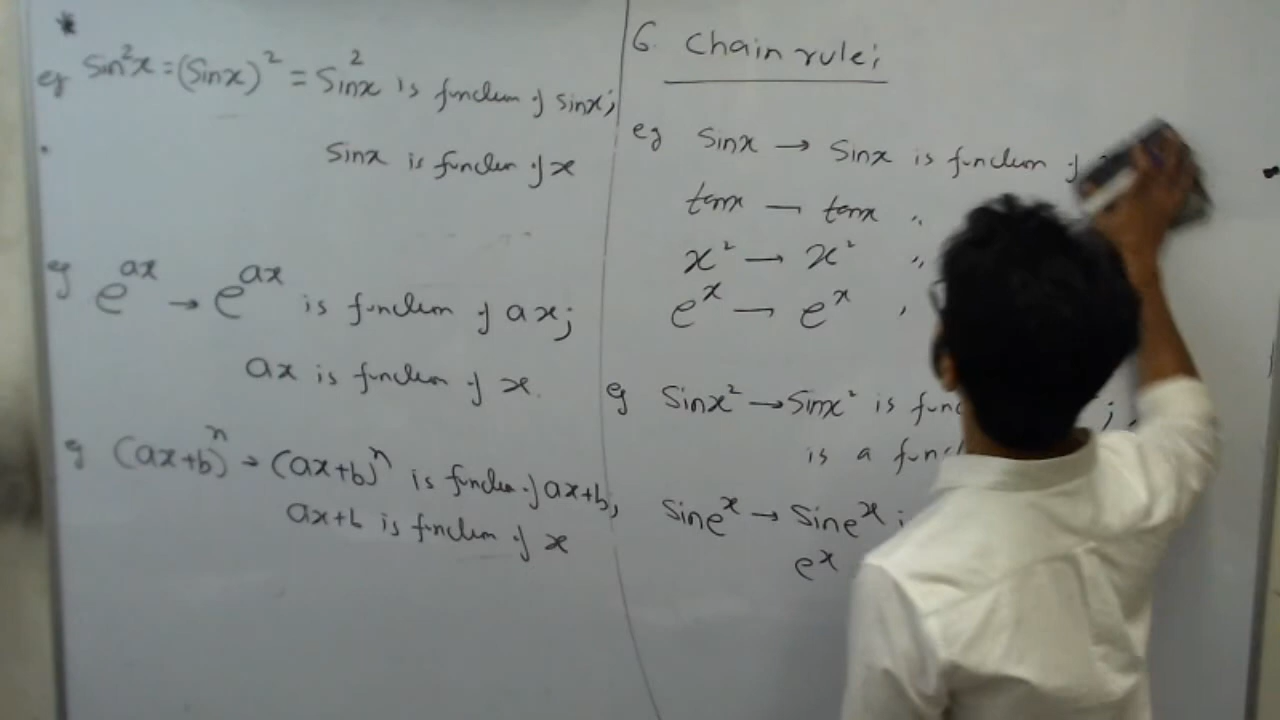 *
eg Sin²x = (Sinx)² = Sin²x is function of sinx;
Sinx is function of x
eg e^ax → e^ax is function of ax;
ax is function of x.
eg (ax+b)^n → (ax+b)^n is function of ax+b,
ax+b is function of x
6. Chain rule;
eg Sinx → Sinx is function of
tanx → tanx "
x² → x² "
e^x → e^x "
eg Sinx² → Sinx² is func ;
is a func
Sine^x → Sine^x i
e^x